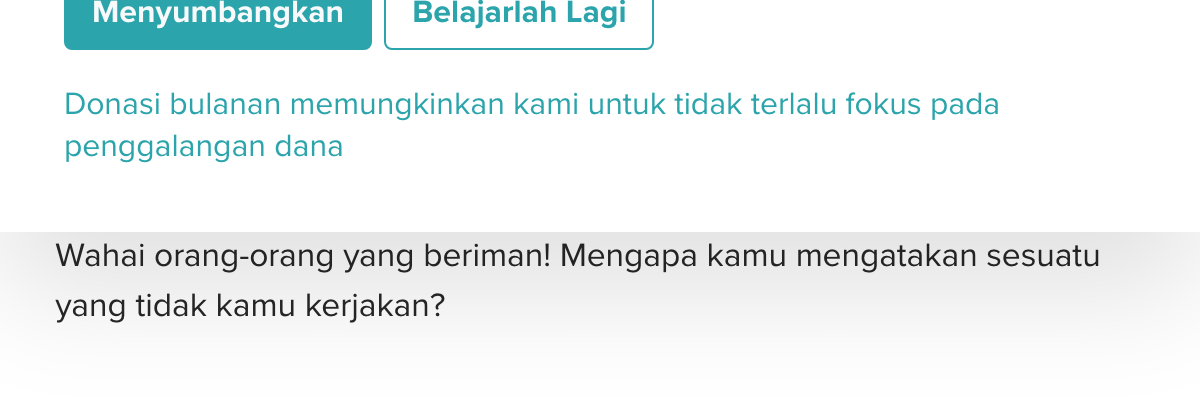 Menyumbangkan Belajarlah Lagi
Donasi bulanan memungkinkan kami untuk tidak terlalu fokus pada
penggalangan dana
Wahai orang-orang yang beriman! Mengapa kamu mengatakan sesuatu
yang tidak kamu kerjakan?